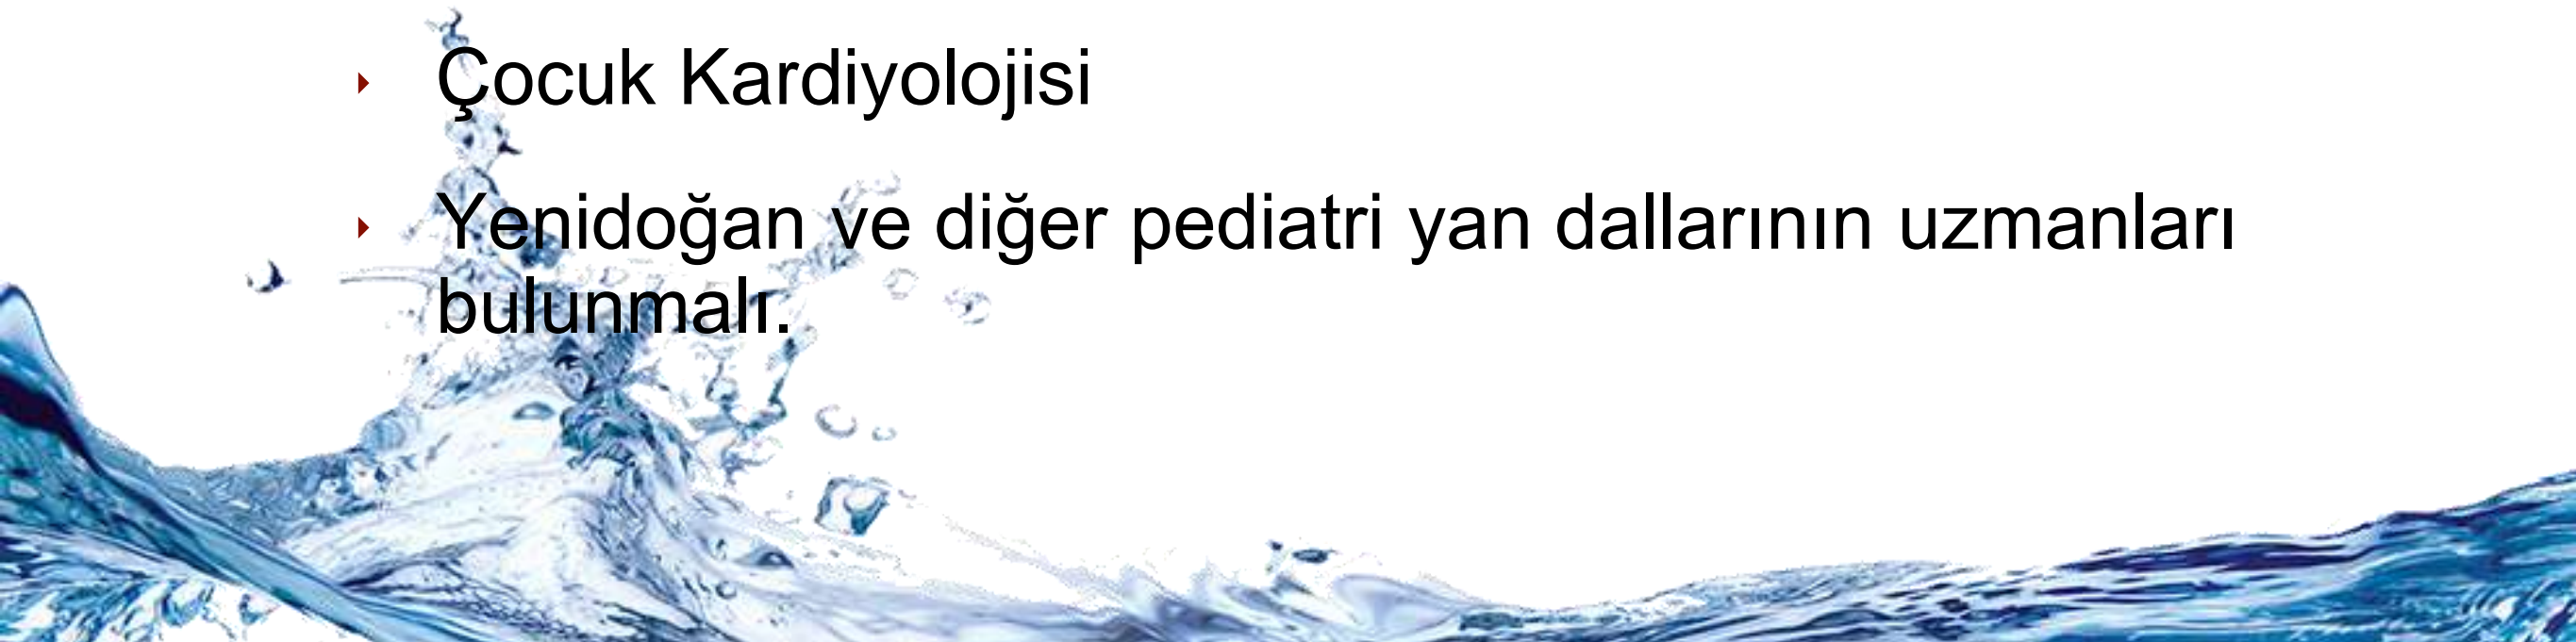 ‣ Çocuk Kardiyolojisi
‣ Yenidoğan ve diğer pediatri yan dallarının uzmanları
bulunmalı.